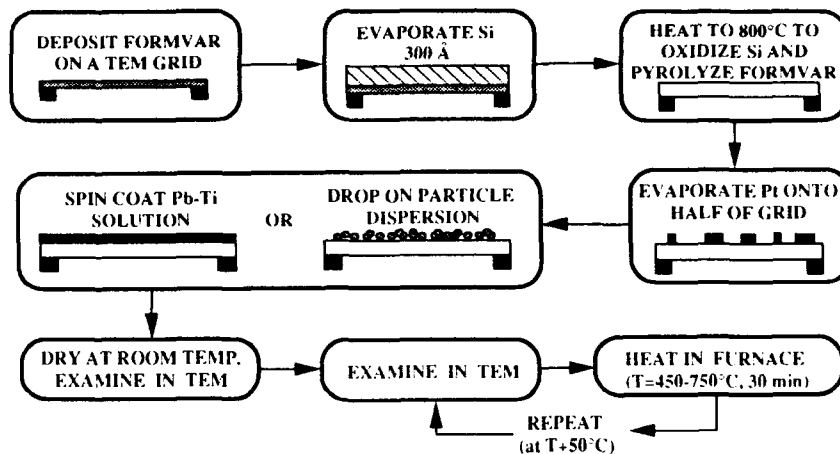 DEPOSIT FORMVAR
ON A TEM GRID
EVAPORATE Si
300 Å
HEAT TO 800°C TO
OXIDIZE Si AND
PYROLYZE FORMVAR
SPIN COAT Pb-Ti
SOLUTION
OR
DROP ON PARTICLE
DISPERSION
EVAPORATE Pt ONTO
HALF OF GRID
DRY AT ROOM TEMP.
EXAMINE IN TEM
EXAMINE IN TEM
HEAT IN FURNACE
(T=450-750°C, 30 min)
REPEAT
(at T+50°C)